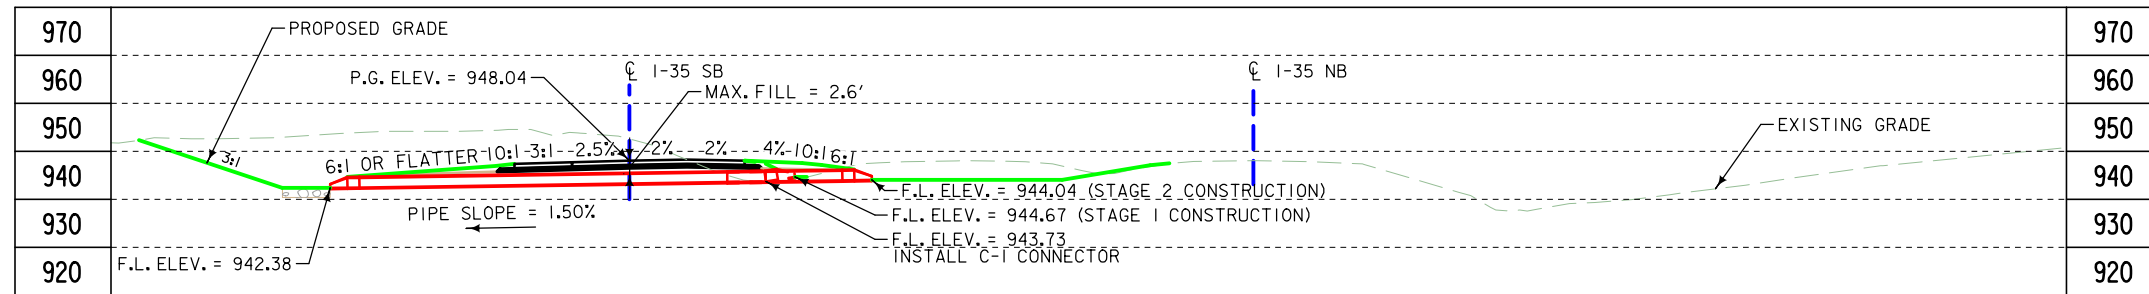 970 970
PROPOSED GRADE
960 960
P.G. ELEV. = 948.04
℄ I-35 SB
℄ I-35 NB
MAX. FILL = 2.6'
950 950
EXISTING GRADE
3:1
6:1 OR FLATTER 10:1 3:1 2.5% 2% 2% 4% 10:1 6:1
940 940
F.L. ELEV. = 944.04 (STAGE 2 CONSTRUCTION)
PIPE SLOPE = 1.50%
F.L. ELEV. = 944.67 (STAGE I CONSTRUCTION)
930 930
F.L. ELEV. = 943.73
INSTALL C-I CONNECTOR
F.L. ELEV. = 942.38
920 920